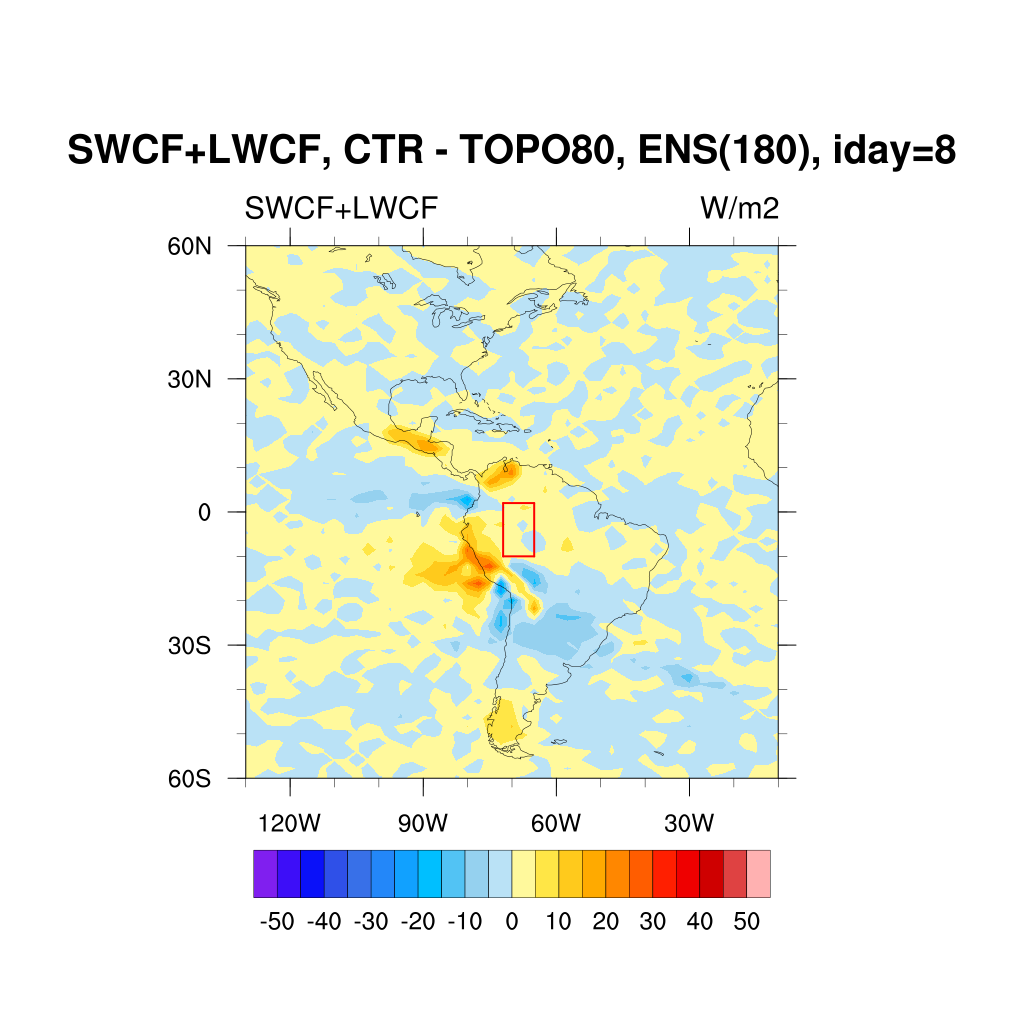 SWCF+LWCF, CTR - TOPO80, ENS(180), iday=8
SWCF+LWCF W/m2
60N
30N
0
30S
60S
120W 90W 60W 30W
-50 -40 -30 -20 -10 0 10 20 30 40 50